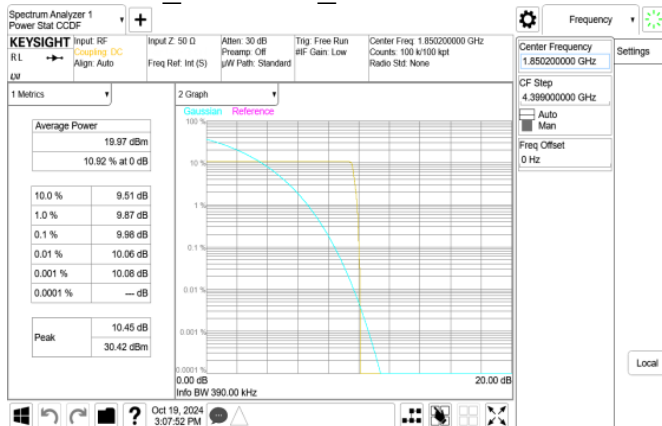 Spectrum Analyzer 1
Power Stat CCDF
Frequency
KEYSIGHT
RL
Input: RF
Coupling: DC
Align: Auto
Input Z: 50 Ω
Freq Ref: Int (S)
Atten: 30 dB
Preamp: Off
µW Path: Standard
Trig: Free Run
#IF Gain: Low
Center Freq: 1.850200000 GHz
Counts: 100 k/100 kpt
Radio Std: None
Center Frequency
1.850200000 GHz
Settings
CF Step
4.399000000 GHz
Auto
Man
Freq Offset
0 Hz
Local
1 Metrics
Average Power
19.97 dBm
10.92 % at 0 dB
10.0 % 9.51 dB
1.0 % 9.87 dB
0.1 % 9.98 dB
0.01 % 10.06 dB
0.001 % 10.08 dB
0.0001 % --- dB
Peak
10.45 dB
30.42 dBm
2 Graph
Gaussian Reference
100 %
10 %
1 %
0.1 %
0.01 %
0.001 %
0.0001 %
0.00 dB 20.00 dB
Info BW 390.00 kHz
Oct 19, 2024
3:07:52 PM